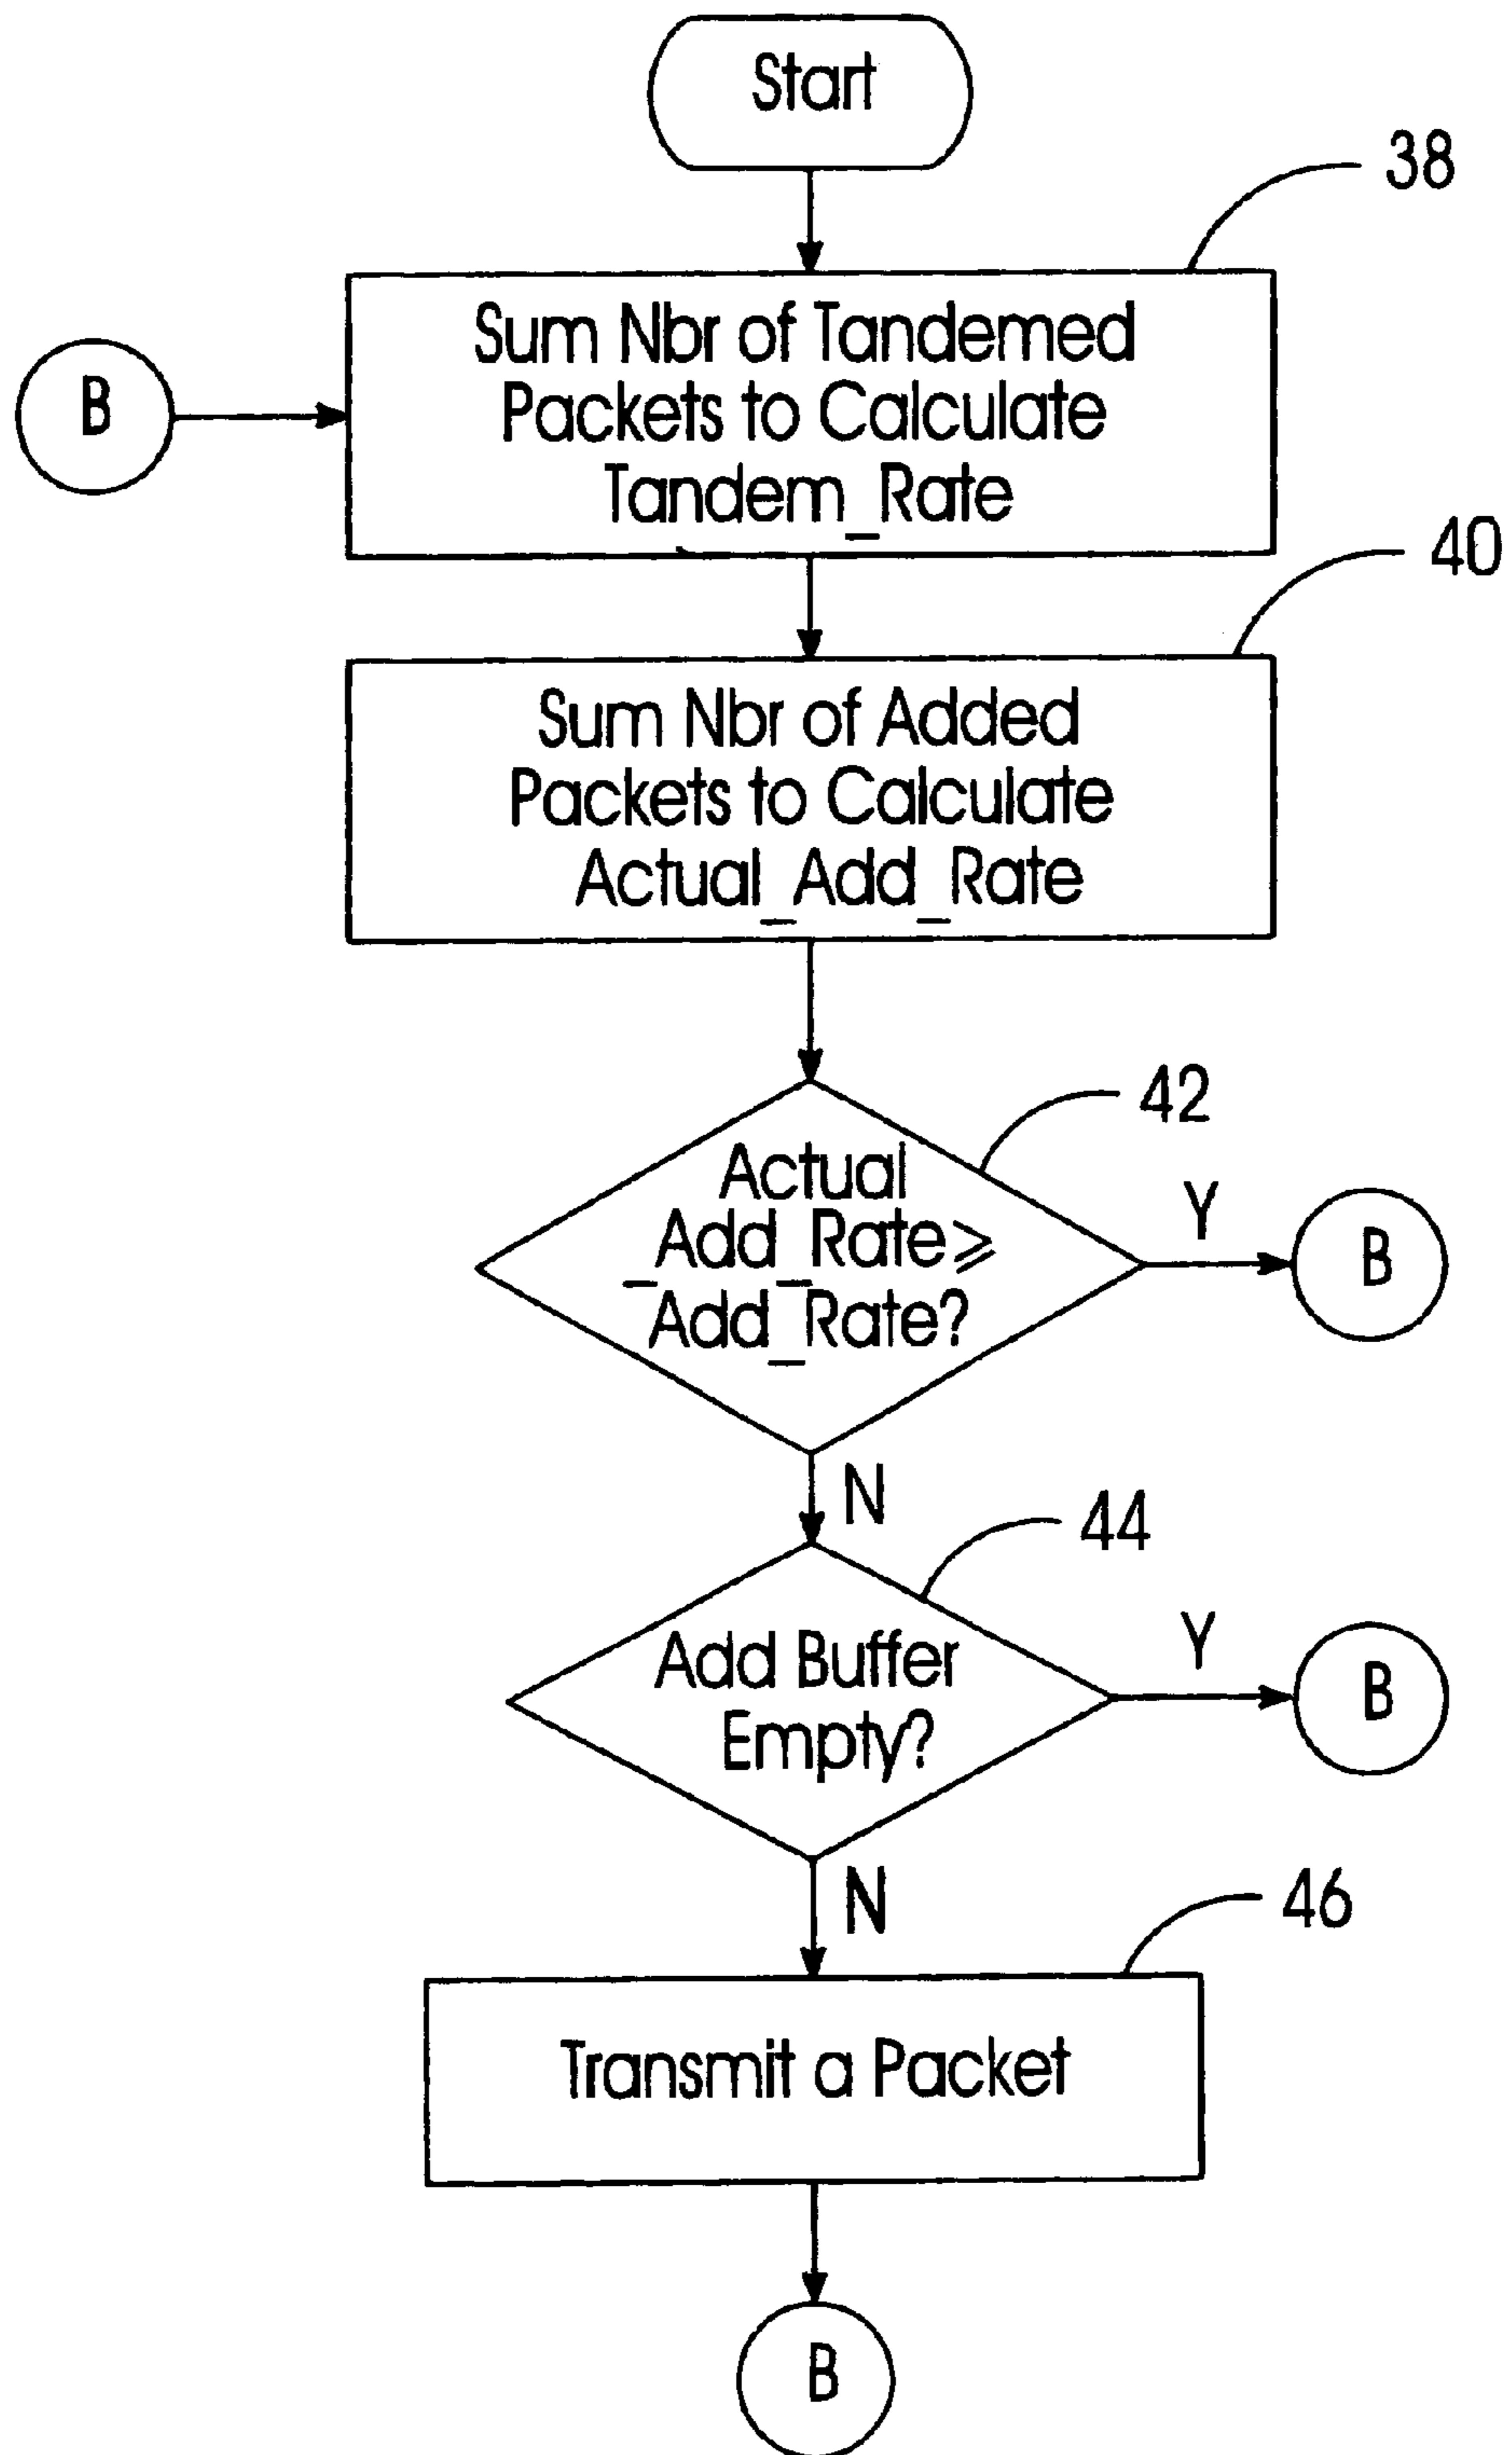 Start
38
Sum Nbr of Tandemed
Packets to Calculate
Tandem_Rate
B
40
Sum Nbr of Added
Packets to Calculate
Actual_Add_Rate
42
Actual
_Add_Rate≥
Add_Rate?
Y
B
N
44
Add Buffer
Empty?
Y
B
N
46
Transmit a Packet
B